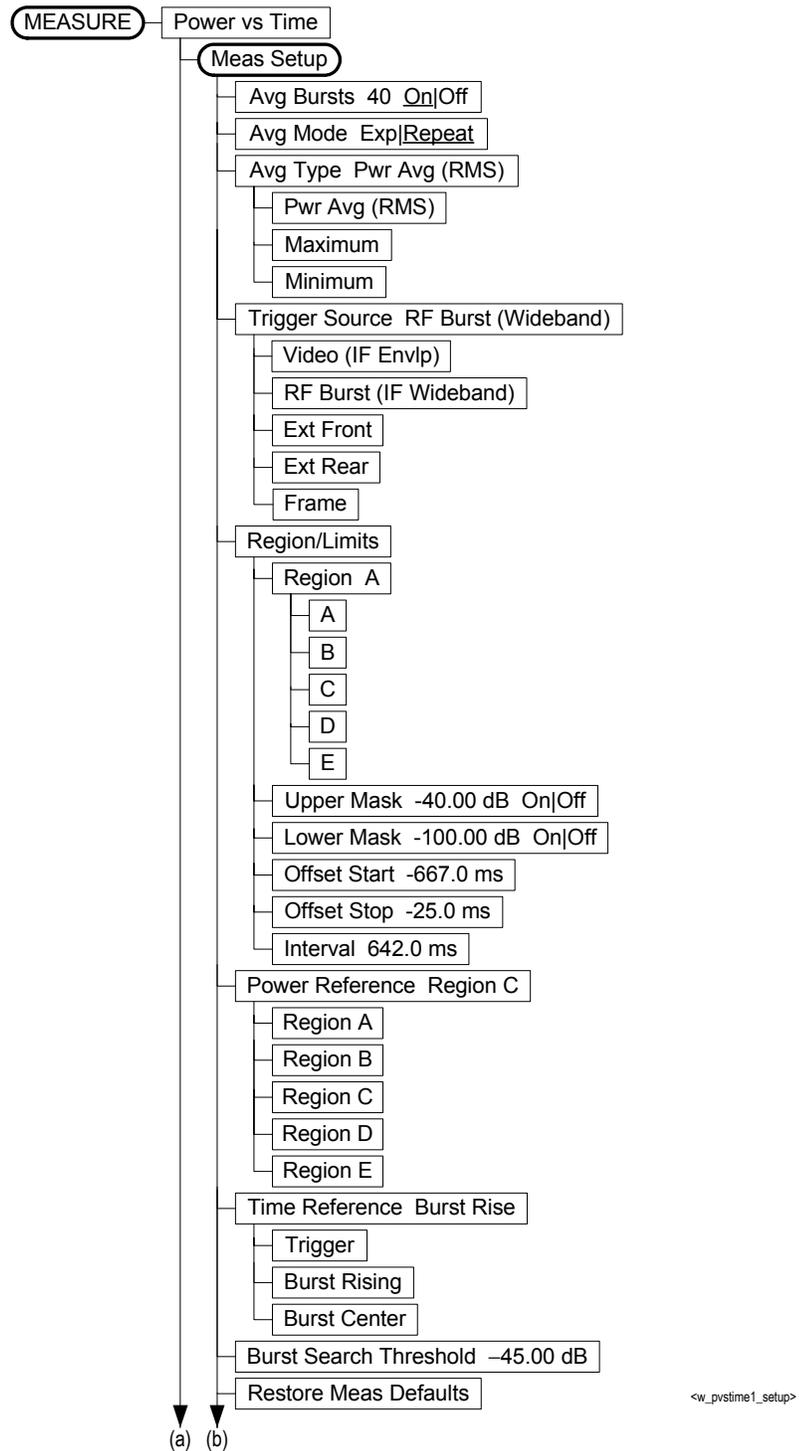 MEASURE Power vs Time
Meas Setup
Avg Bursts 40 On|Off
Avg Mode Exp|Repeat
Avg Type Pwr Avg (RMS)
Pwr Avg (RMS)
Maximum
Minimum
Trigger Source RF Burst (Wideband)
Video (IF Envlp)
RF Burst (IF Wideband)
Ext Front
Ext Rear
Frame
Region/Limits
Region A
A
B
C
D
E
Upper Mask -40.00 dB On|Off
Lower Mask -100.00 dB On|Off
Offset Start -667.0 ms
Offset Stop -25.0 ms
Interval 642.0 ms
Power Reference Region C
Region A
Region B
Region C
Region D
Region E
Time Reference Burst Rise
Trigger
Burst Rising
Burst Center
Burst Search Threshold –45.00 dB
Restore Meas Defaults
<w_pvstime1_setup>
(a) (b)